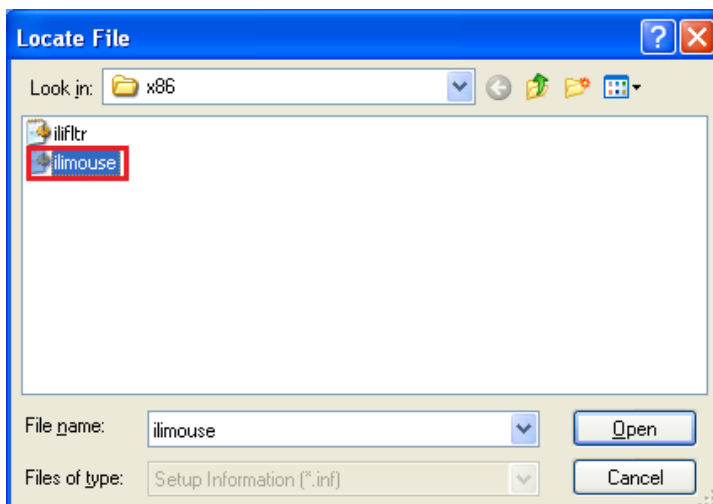 Locate File
Look in: x86
ilifltr
ilimouse
File name: ilimouse Open
Files of type: Setup Information (*.inf) Cancel